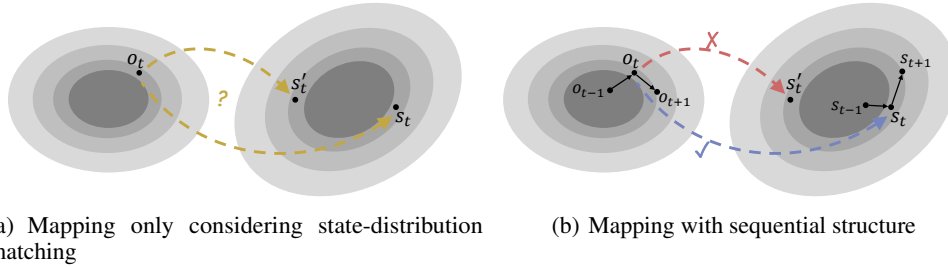 o_t
s'_t
?
s_t
o_t
✗
s_{t+1}
s'_t
o_{t-1}
o_{t+1}
s_{t-1}
s_t
✓
a) Mapping only considering state-distribution
natching
(b) Mapping with sequential structure